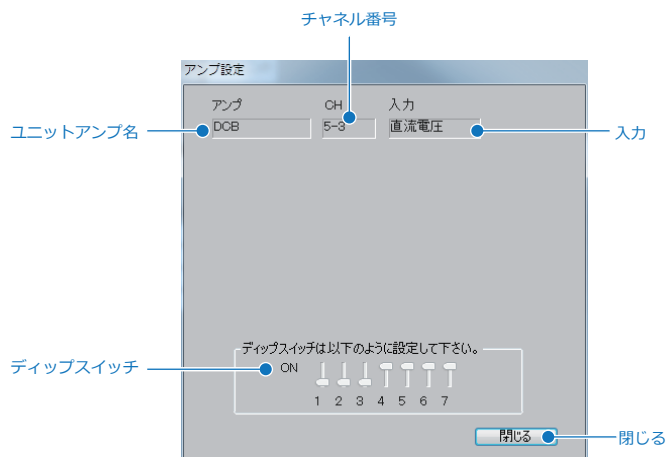 チャネル番号
アンプ設定
アンプ CH 入力
ユニットアンプ名 DCB 5-3 直流電圧 入力
ディップスイッチは以下のように設定して下さい。
ディップスイッチ ON
1 2 3 4 5 6 7
閉じる 閉じる